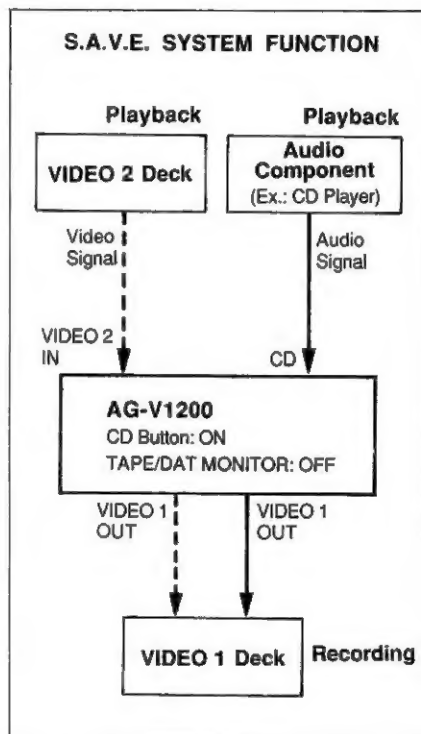 S.A.V.E. SYSTEM FUNCTION
Playback
Playback
VIDEO 2 Deck
Audio
Component
(Ex.: CD Player)
Video
Signal
Audio
Signal
VIDEO 2
IN
CD
AG-V1200
CD Button: ON
TAPE/DAT MONITOR: OFF
VIDEO 1
OUT
VIDEO 1
OUT
VIDEO 1 Deck
Recording